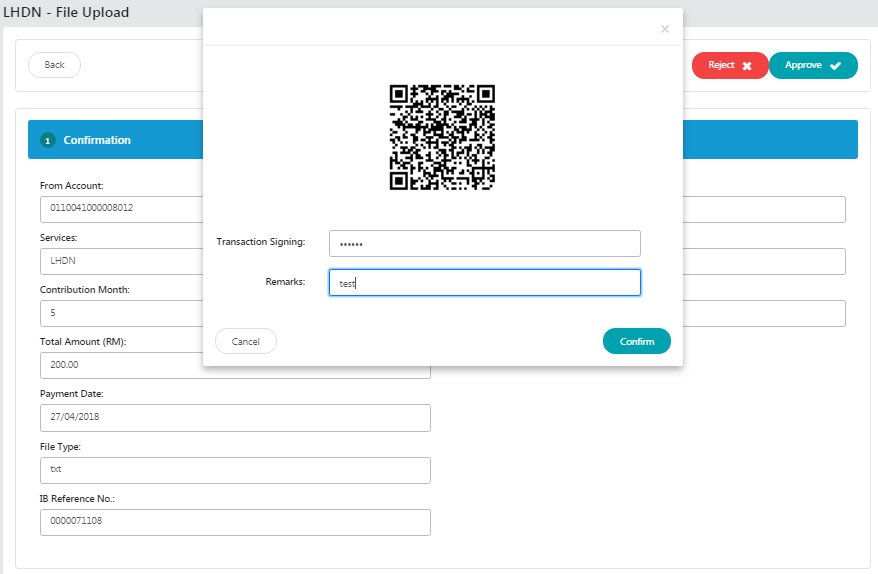 LHDN - File Upload
×
Back
Reject ✖
Approve ✔
1 Confirmation
From Account:
0110041000008012
Services:
LHDN
Transaction Signing:
••••••
Remarks:
test
Contribution Month:
5
Total Amount (RM):
Cancel
Confirm
200.00
Payment Date:
27/04/2018
File Type:
txt
IB Reference No.:
0000071108